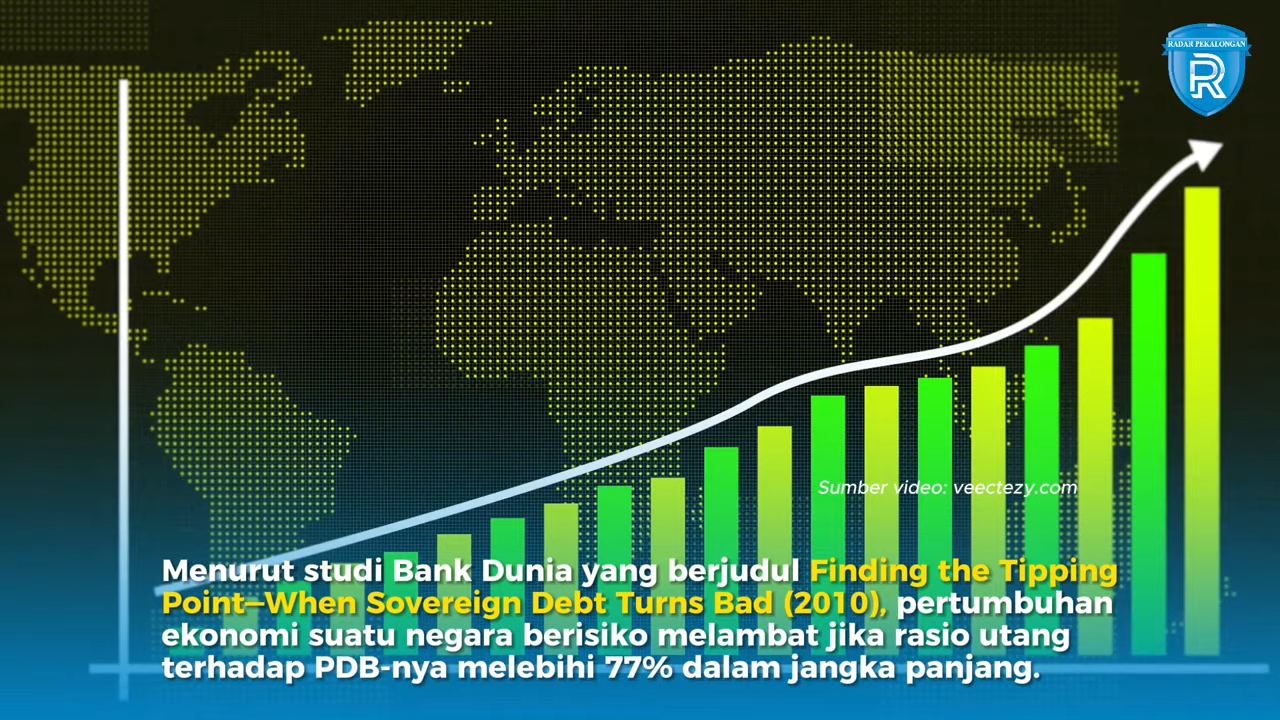 RADAR PEKALONGAN
R
Sumber video: veectezy.com
Menurut studi Bank Dunia yang berjudul Finding the Tipping
Point—When Sovereign Debt Turns Bad (2010), pertumbuhan
ekonomi suatu negara berisiko melambat jika rasio utang
terhadap PDB-nya melebihi 77% dalam jangka panjang.